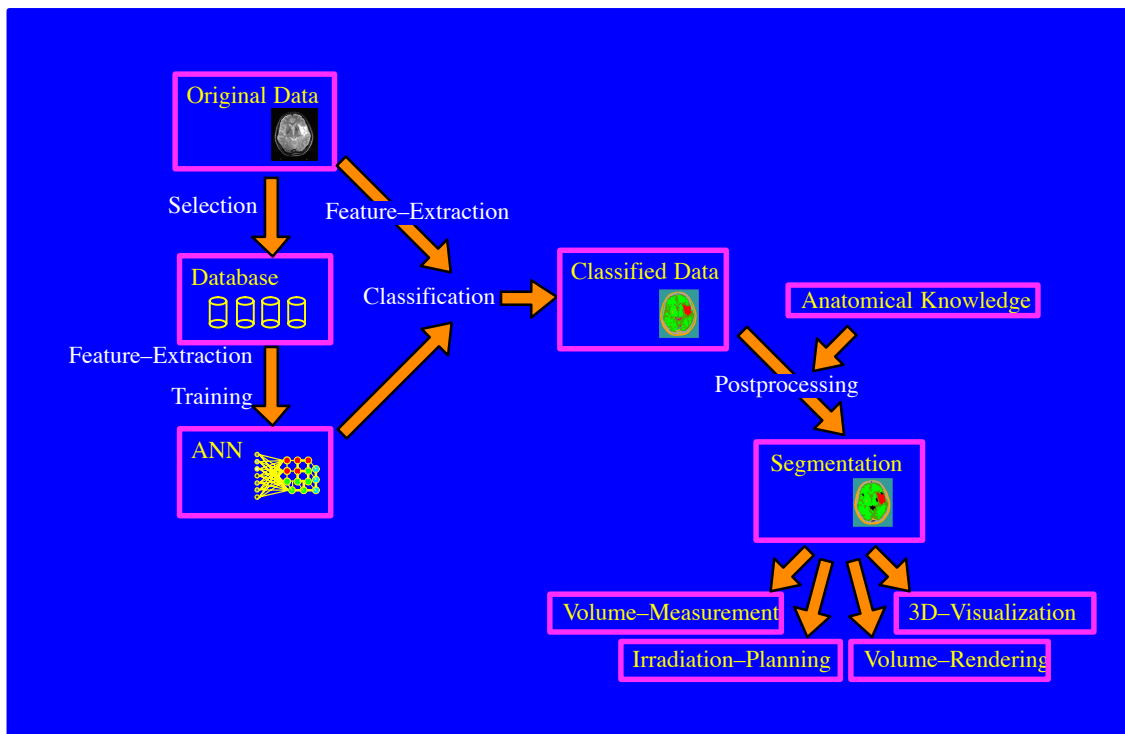 Original Data
Selection
Feature–Extraction
Database
Classification
Classified Data
Anatomical Knowledge
Feature–Extraction
Training
Postprocessing
ANN
Segmentation
Volume–Measurement
3D–Visualization
Irradiation–Planning
Volume–Rendering